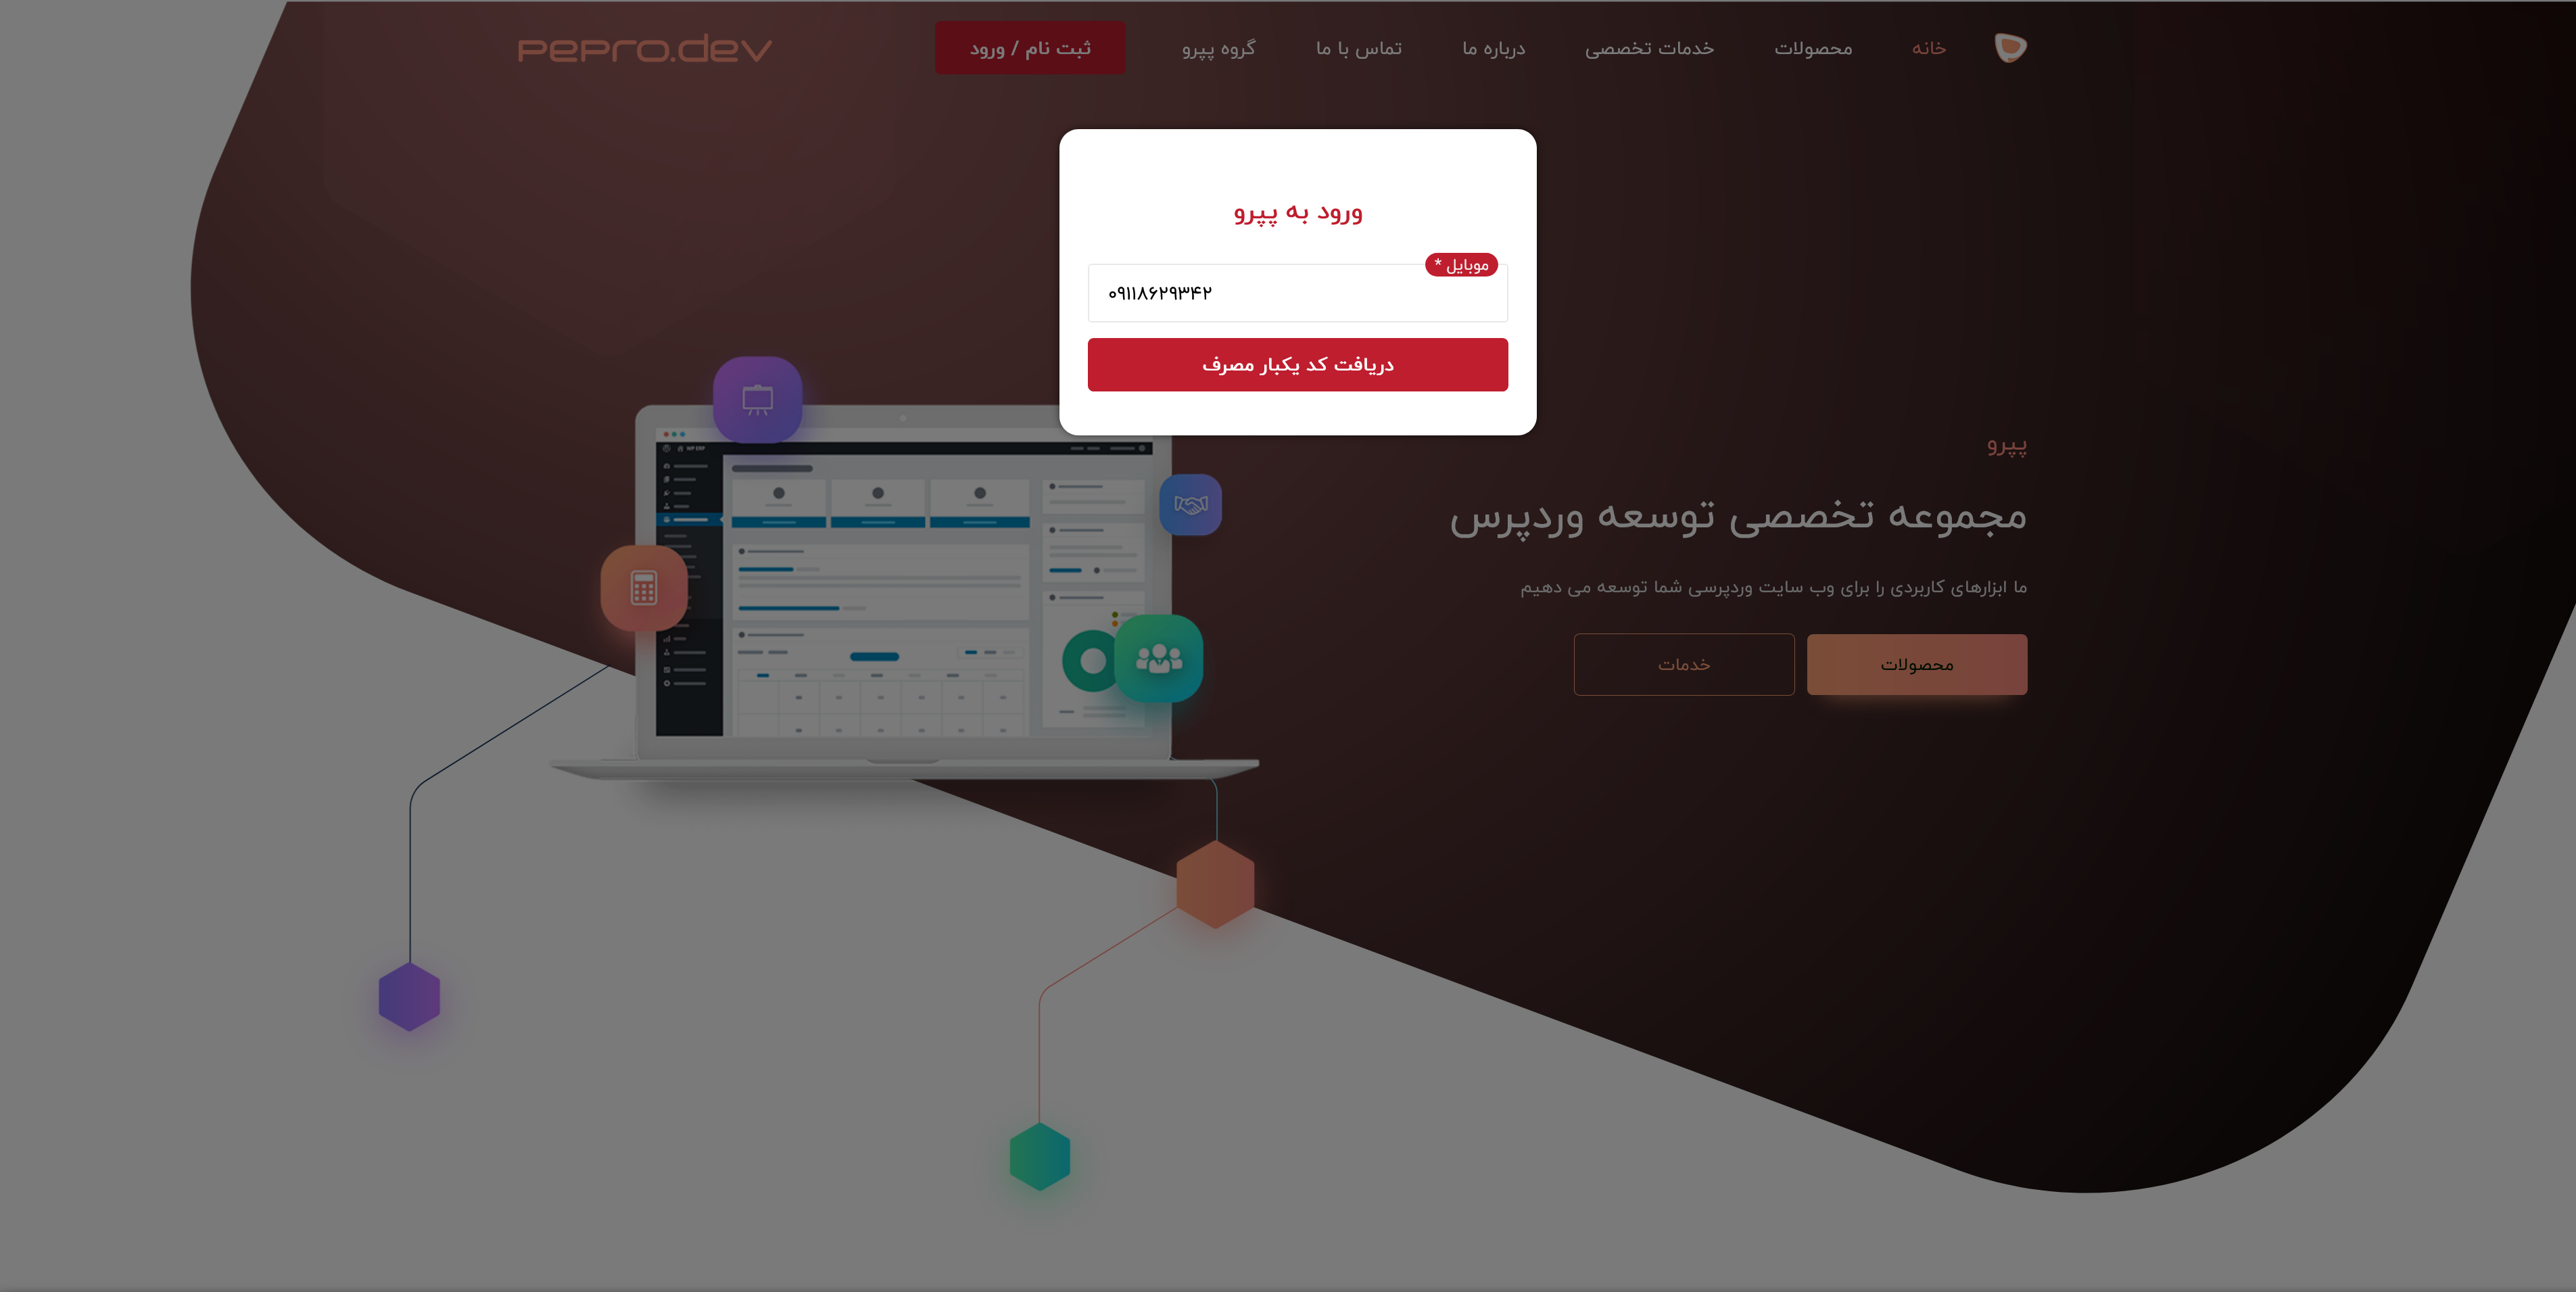 خانه
محصولات
خدمات تخصصی
درباره ما
تماس با ما
گروه پپرو
ثبت نام / ورود
pepro.dev
ورود به پپرو
موبایل *
۰۹۱۱۸۶۲۹۳۴۲
دریافت کد یکبار مصرف
پپرو
مجموعه تخصصی توسعه وردپرس
ما ابزارهای کاربردی را برای وب سایت وردپرسی شما توسعه می دهیم
محصولات
خدمات
WP ERP